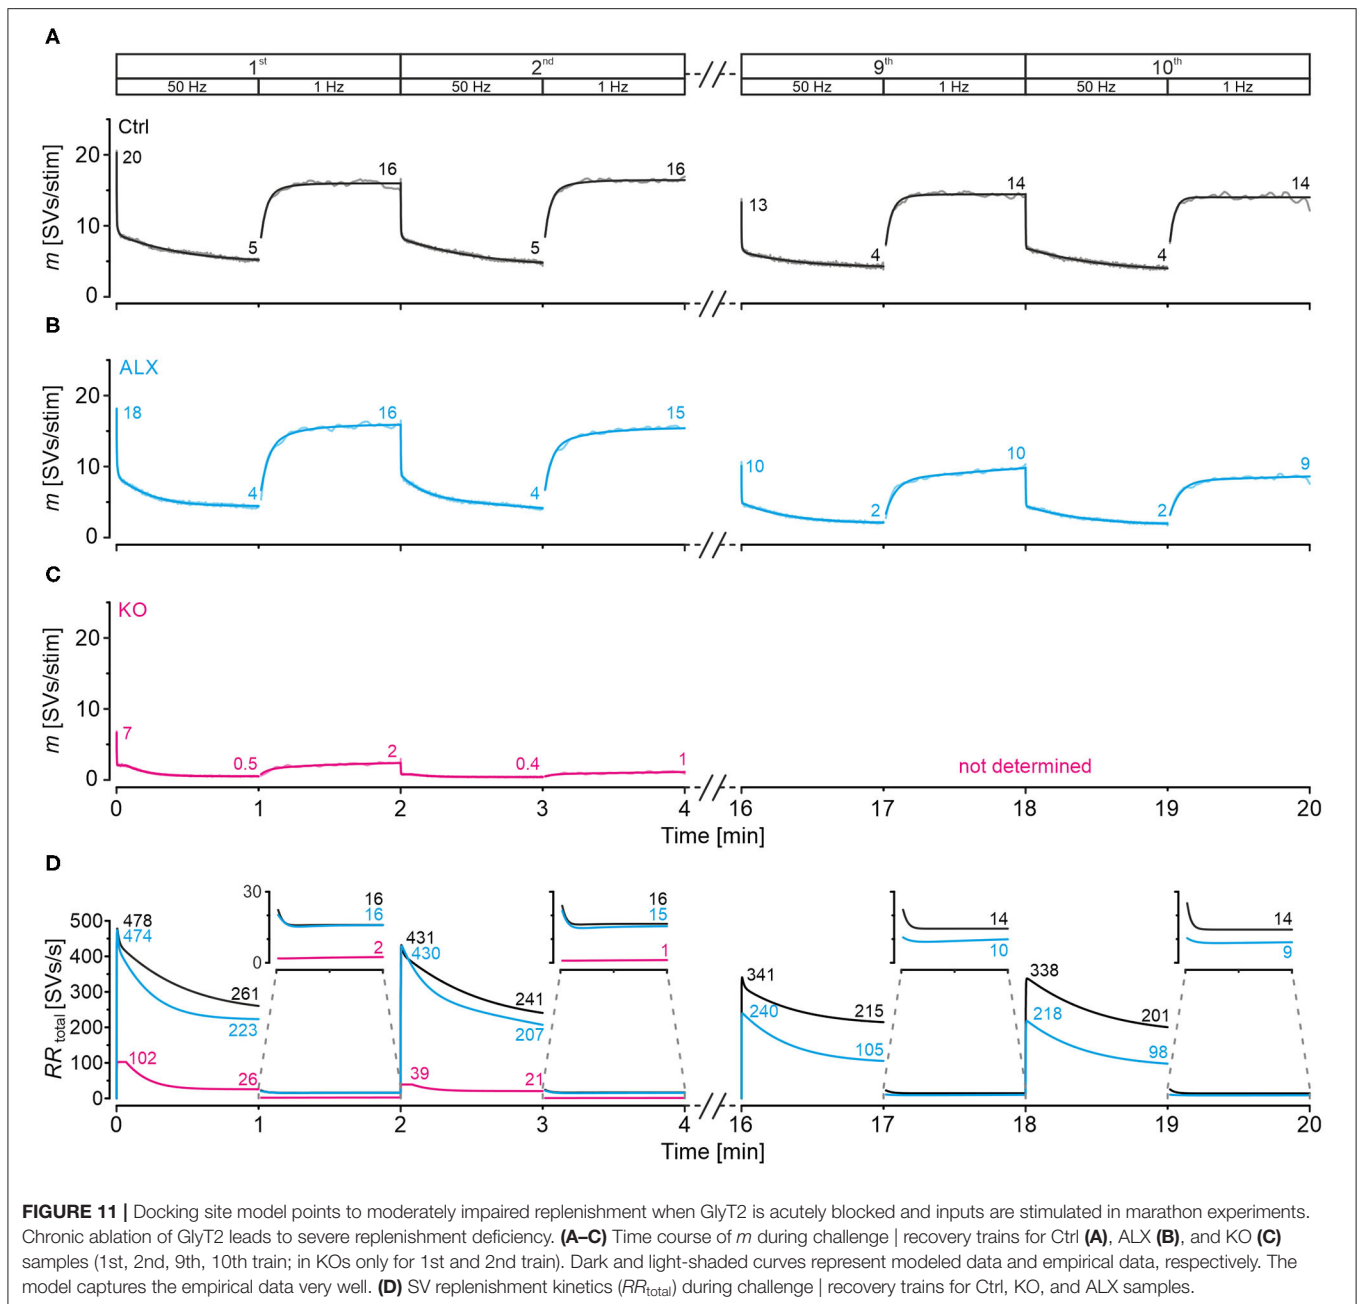 A
1st 2nd 9th 10th
50 Hz 1 Hz 50 Hz 1 Hz 50 Hz 1 Hz 50 Hz 1 Hz
Ctrl
m [SVs/stim]
20
10
0
20 5 16 5 16 13 4 14 4 14
B
ALX
m [SVs/stim]
20
10
0
18 4 16 4 15 10 2 10 2 9
C
KO
m [SVs/stim]
20
10
0
7 0.5 2 0.4 1
not determined
0 1 2 3 4 16 17 18 19 20
Time [min]
D
RRtotal [SVs/s]
500
400
300
200
100
0
30
0
478 261 16 431 241 16 341 215 14 338 201 14
474 223 16 430 207 15 240 105 10 218 98 9
102 26 2 39 21 1
0 1 2 3 4 16 17 18 19 20
Time [min]
FIGURE 11 | Docking site model points to moderately impaired replenishment when GlyT2 is acutely blocked and inputs are stimulated in marathon experiments.
Chronic ablation of GlyT2 leads to severe replenishment deficiency. (A–C) Time course of m during challenge | recovery trains for Ctrl (A), ALX (B), and KO (C)
samples (1st, 2nd, 9th, 10th train; in KOs only for 1st and 2nd train). Dark and light-shaded curves represent modeled data and empirical data, respectively. The
model captures the empirical data very well. (D) SV replenishment kinetics (RRtotal) during challenge | recovery trains for Ctrl, KO, and ALX samples.